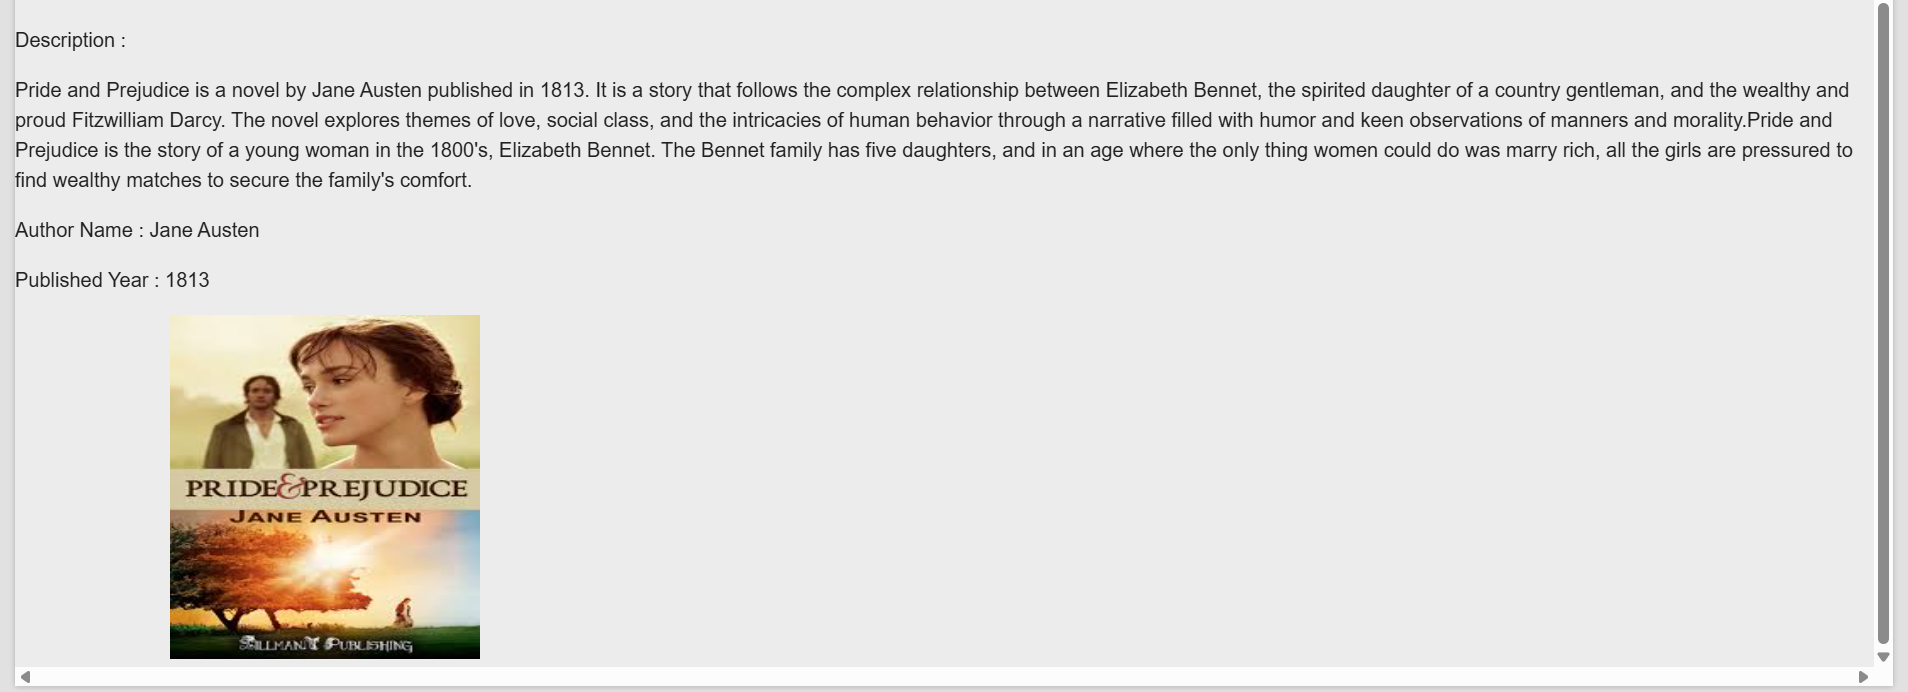 Description :
Pride and Prejudice is a novel by Jane Austen published in 1813. It is a story that follows the complex relationship between Elizabeth Bennet, the spirited daughter of a country gentleman, and the wealthy and
proud Fitzwilliam Darcy. The novel explores themes of love, social class, and the intricacies of human behavior through a narrative filled with humor and keen observations of manners and morality.Pride and
Prejudice is the story of a young woman in the 1800's, Elizabeth Bennet. The Bennet family has five daughters, and in an age where the only thing women could do was marry rich, all the girls are pressured to
find wealthy matches to secure the family's comfort.
Author Name : Jane Austen
Published Year : 1813
PRIDE & PREJUDICE
JANE AUSTEN
PUBLISHING